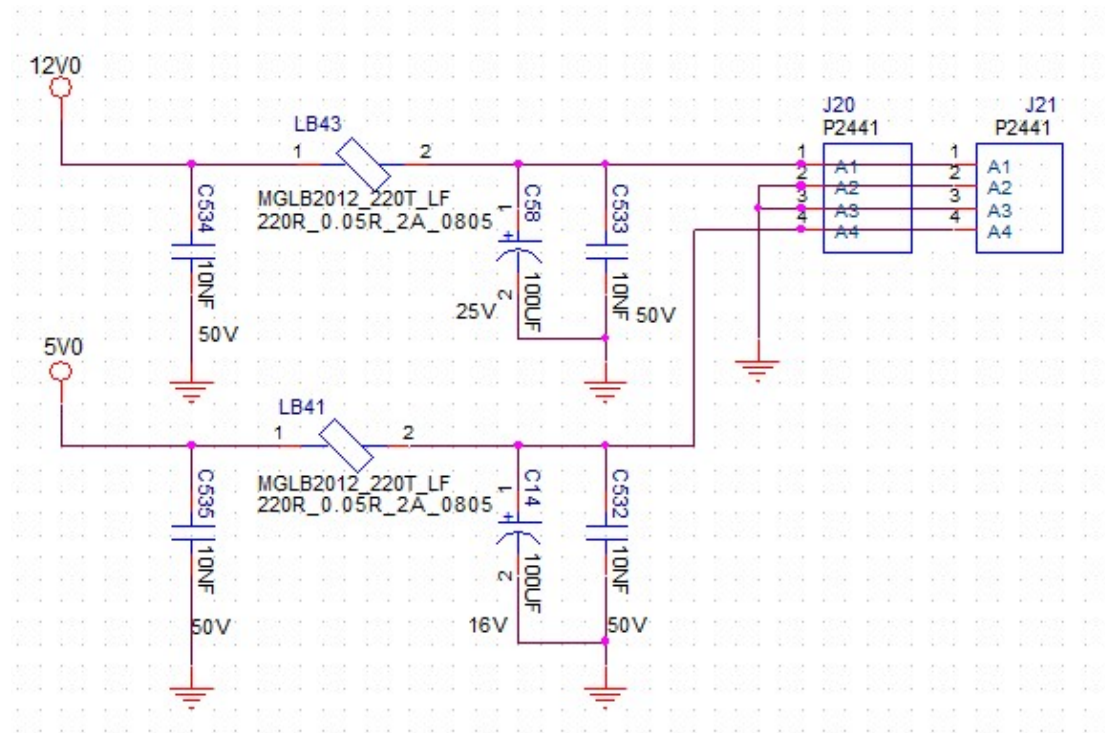 12V0
J20
J21
P2441
P2441
LB43
1
2
1
2
3
4
A1
A2
A3
A4
1
2
3
4
A1
A2
A3
A4
C534
10NF
50V
MGLB2012_220T_LF
220R_0.05R_2A_0805
1
C58
+
2
100UF
25V
C533
10NF
50V
5V0
LB41
1
2
C535
10NF
50V
MGLB2012_220T_LF
220R_0.05R_2A_0805
1
C14
+
2
100UF
16V
C532
10NF
50V